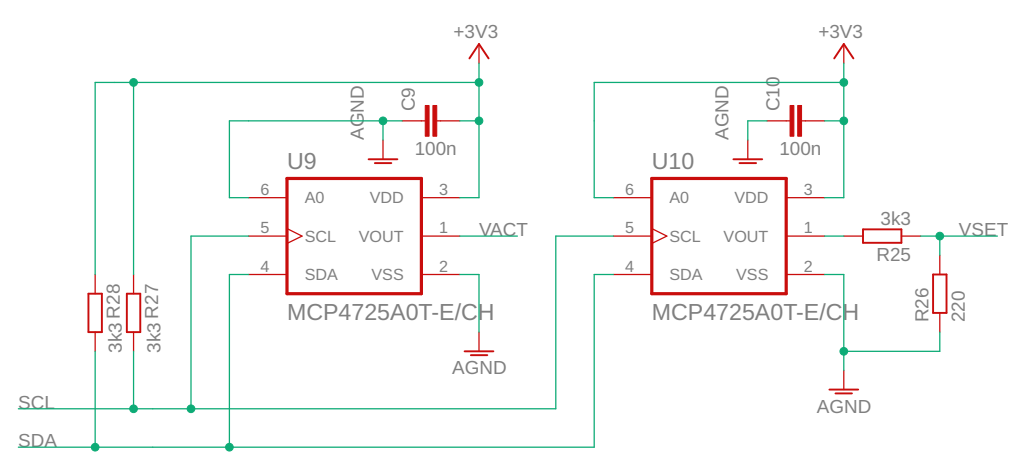 +3V3
+3V3
AGND
C9
100n
AGND
C10
100n
U9
U10
6
A0
VDD
3
5
SCL
VOUT
1
VACT
4
SDA
VSS
2
MCP4725A0T-E/CH
6
A0
VDD
3
5
SCL
VOUT
1
3k3
R25
VSET
4
SDA
VSS
2
MCP4725A0T-E/CH
R26
220
3k3
R28
3k3
R27
AGND
AGND
SCL
SDA